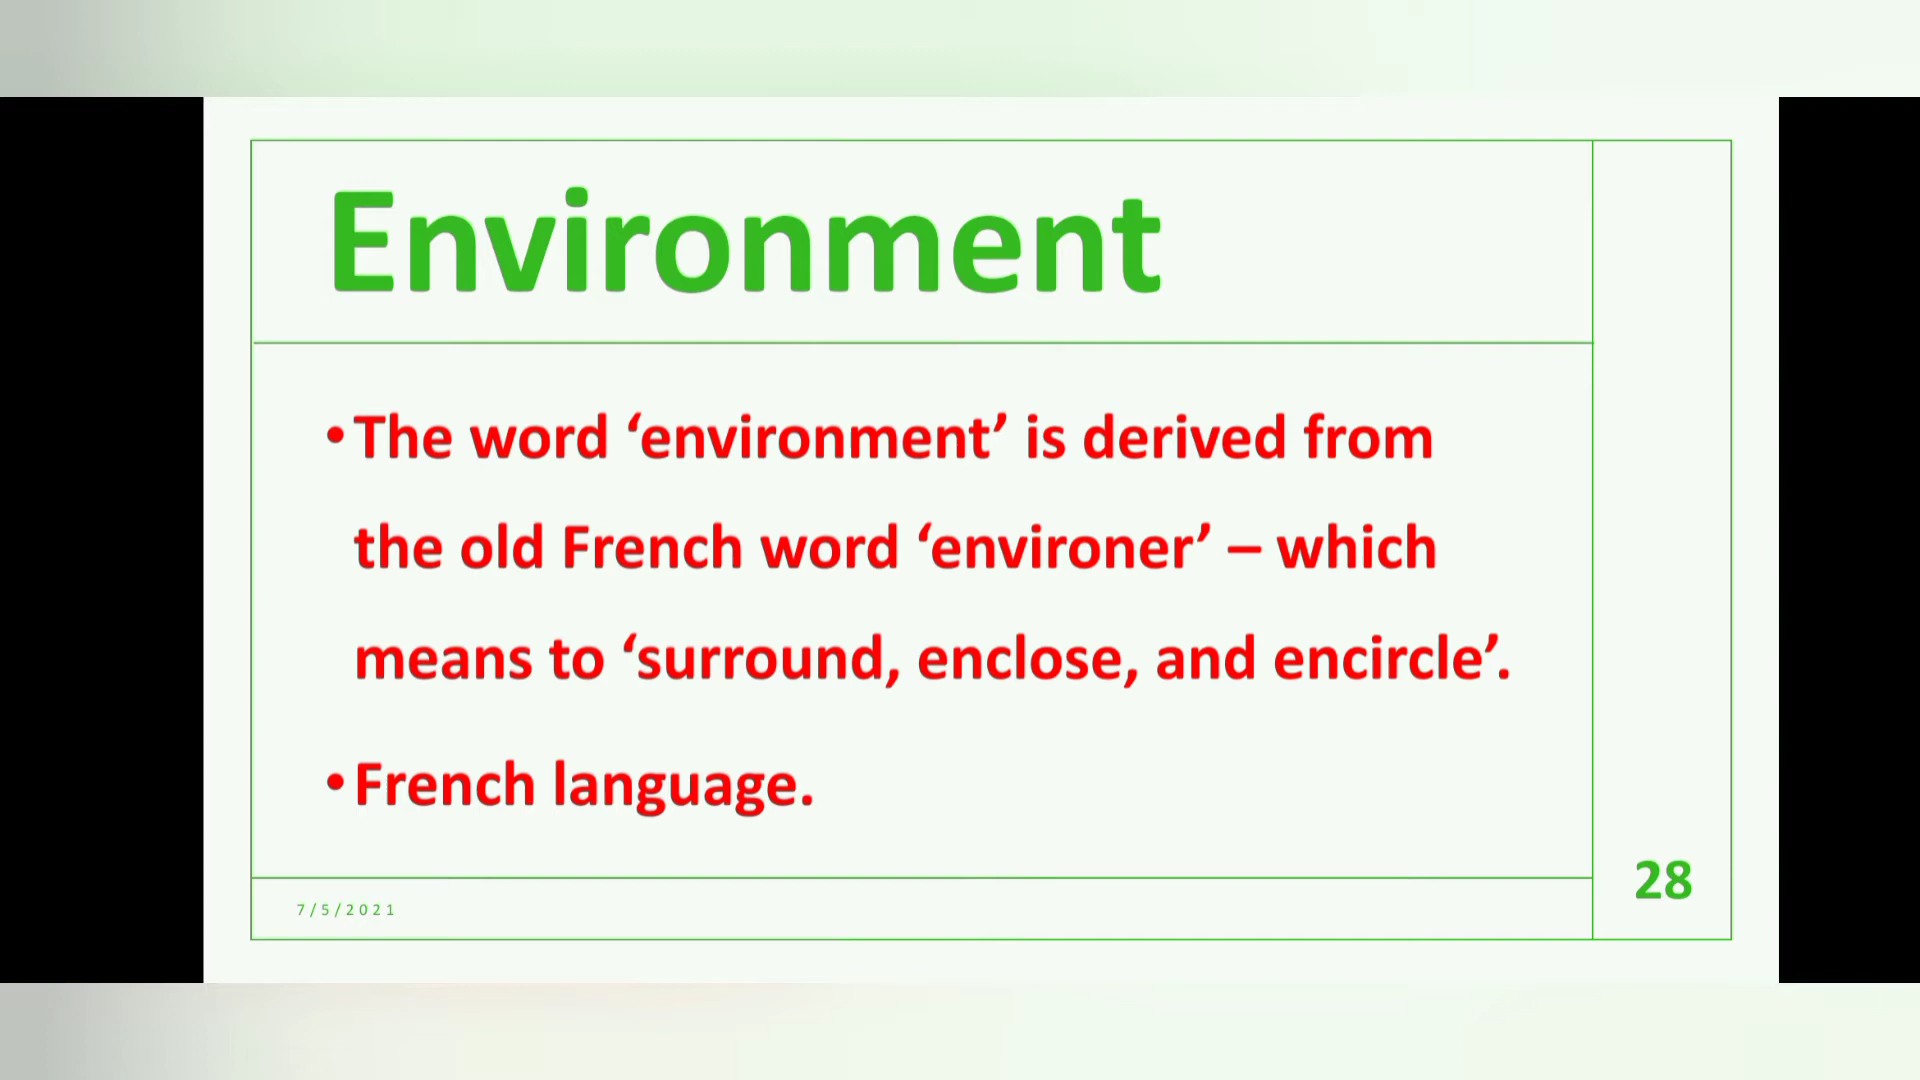 Environment
•The word ‘environment’ is derived from
the old French word ‘environer’ – which
means to ‘surround, enclose, and encircle’.
•French language.
28
7/5/2021